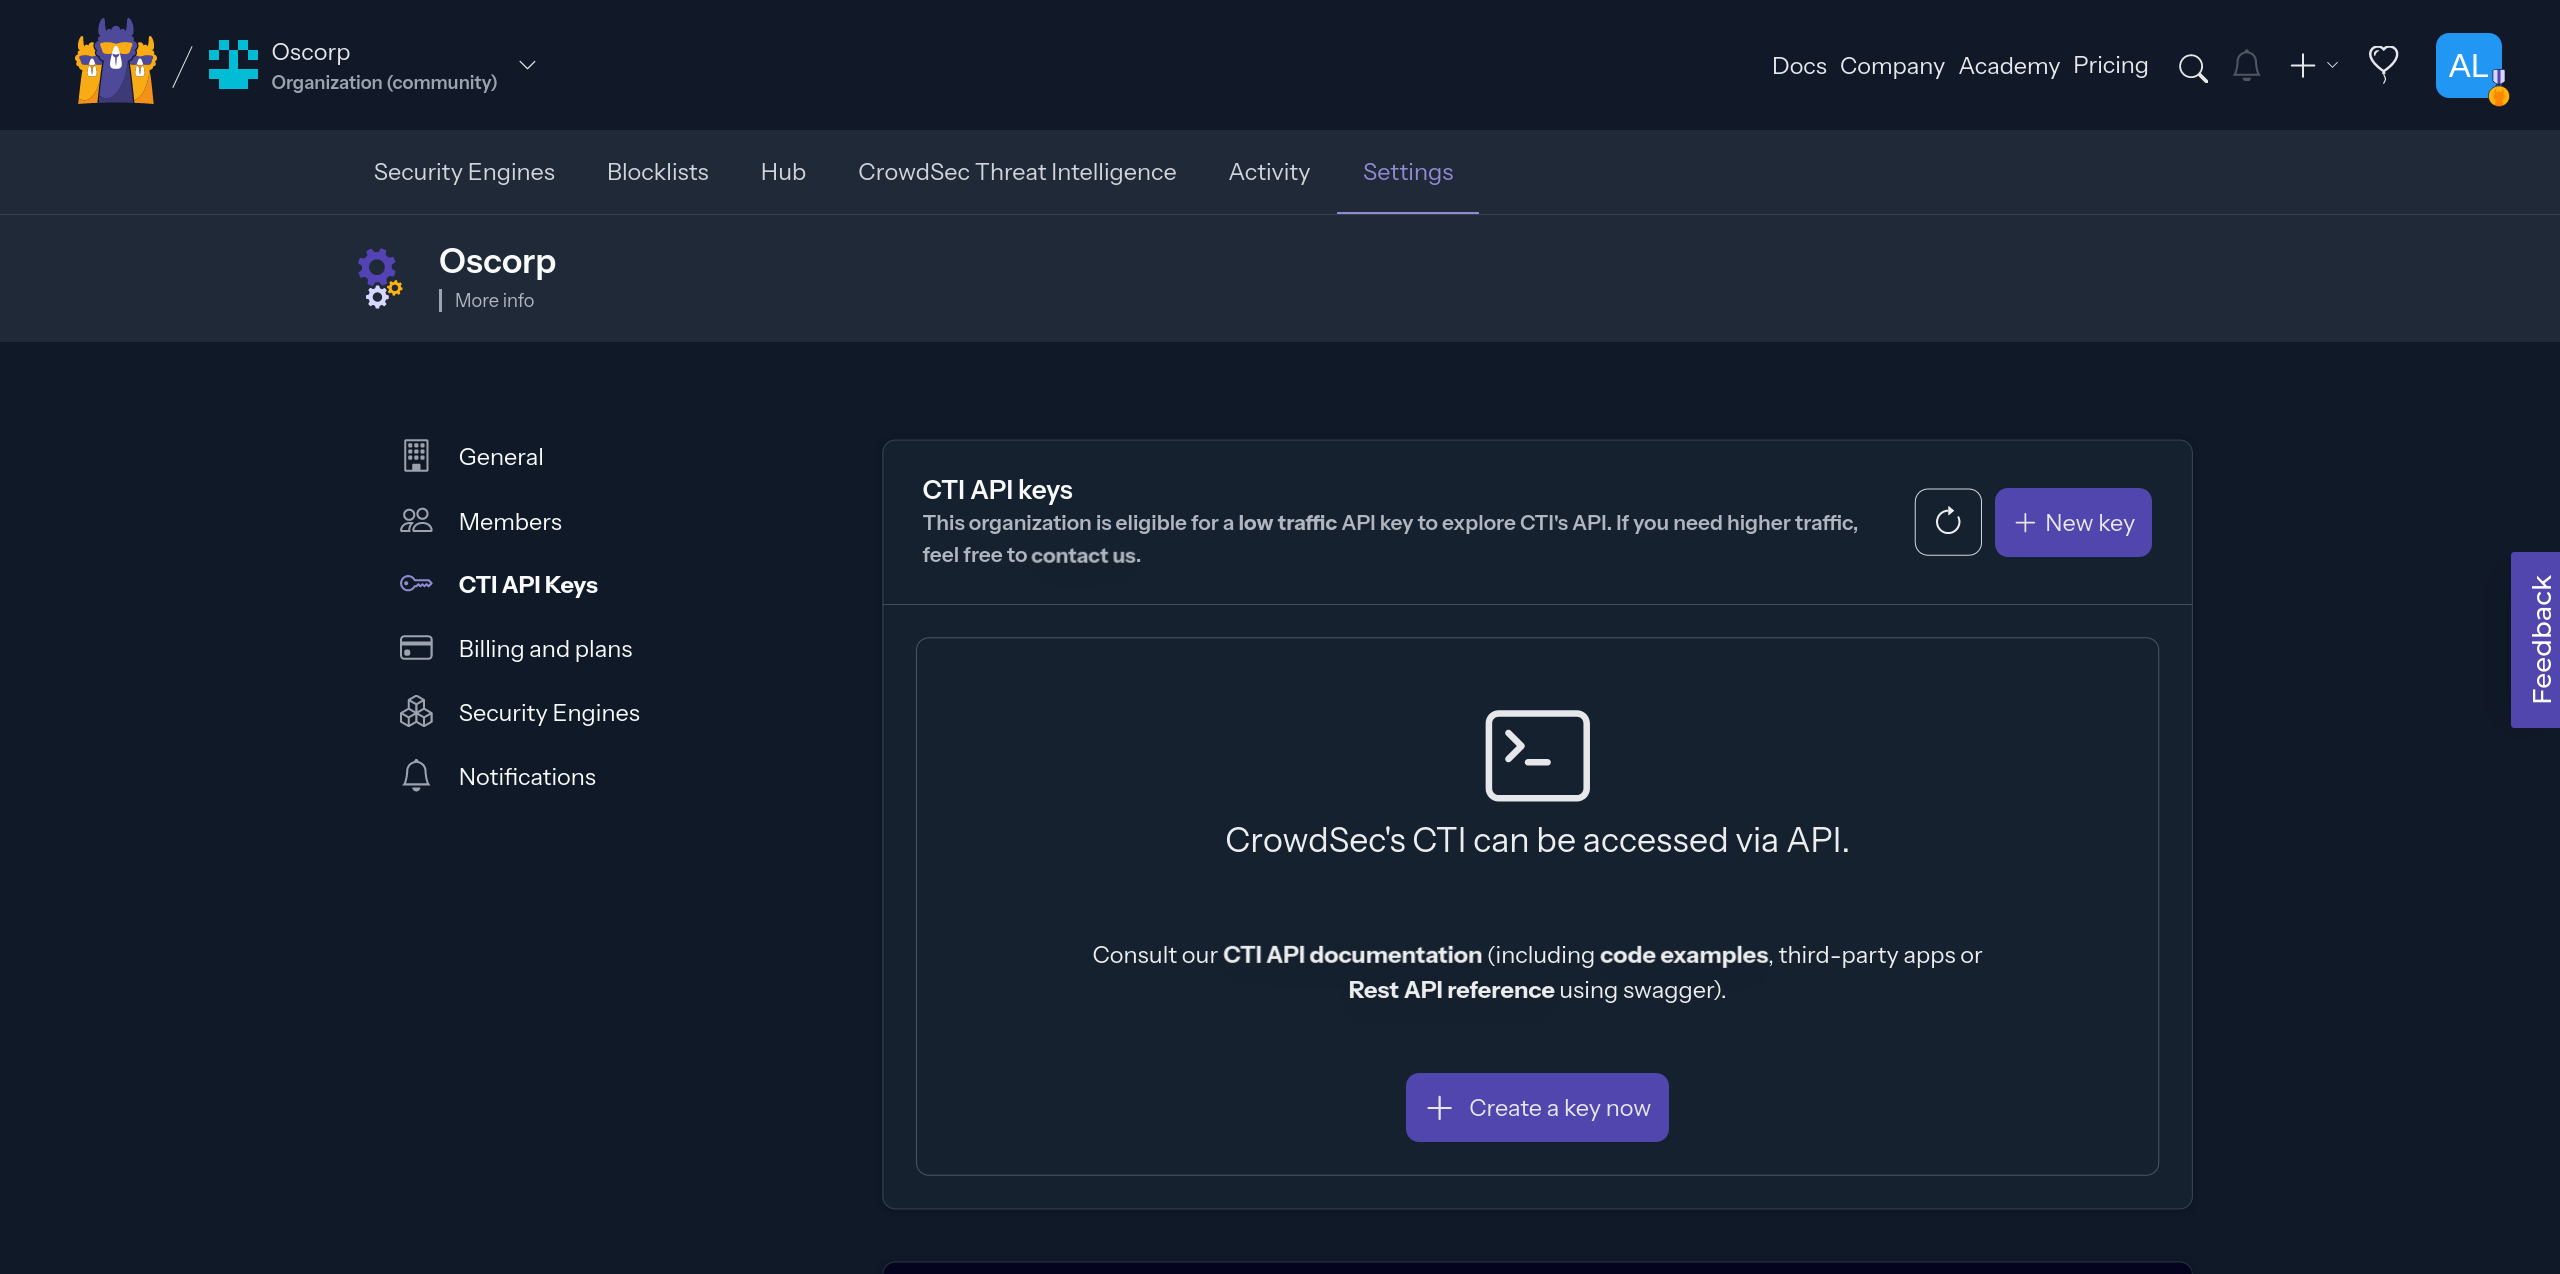 Oscorp
Organization (community)
Docs Company Academy Pricing
AL
Security Engines Blocklists Hub CrowdSec Threat Intelligence Activity Settings
Oscorp
More info
General
Members
CTI API Keys
Billing and plans
Security Engines
Notifications
CTI API keys
This organization is eligible for a low traffic API key to explore CTI's API. If you need higher traffic,
feel free to contact us.
New key
CrowdSec's CTI can be accessed via API.
Consult our CTI API documentation (including code examples, third-party apps or
Rest API reference using swagger).
Create a key now
Feedback